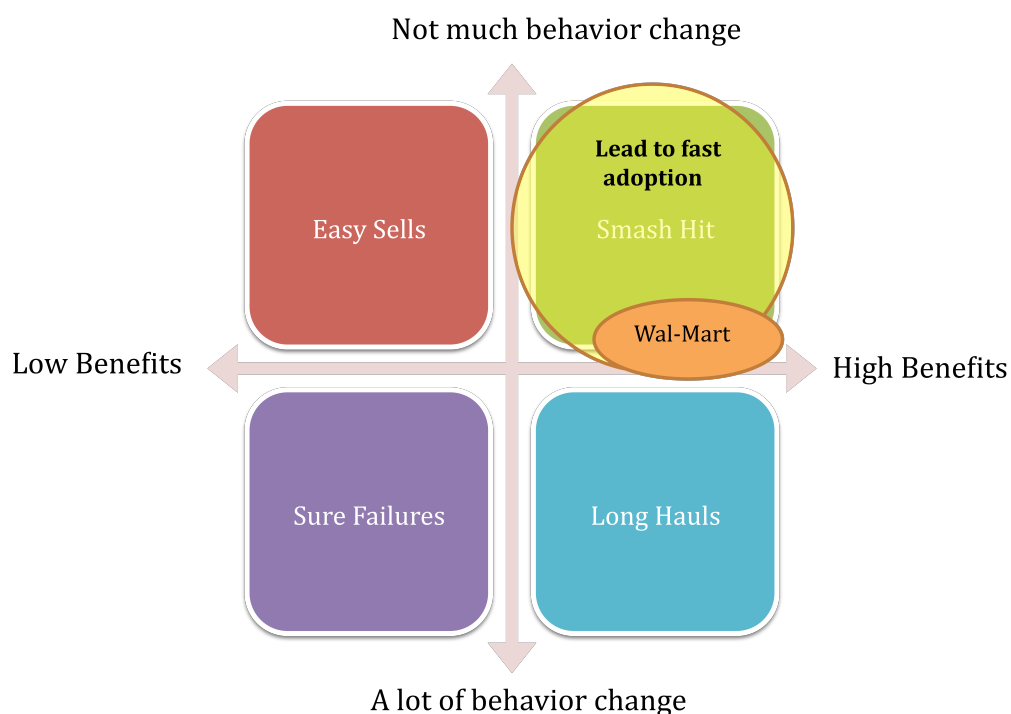 Not much behavior change
Lead to fast
adoption
Easy Sells
Smash Hit
Wal-Mart
Low Benefits
High Benefits
Sure Failures
Long Hauls
A lot of behavior change